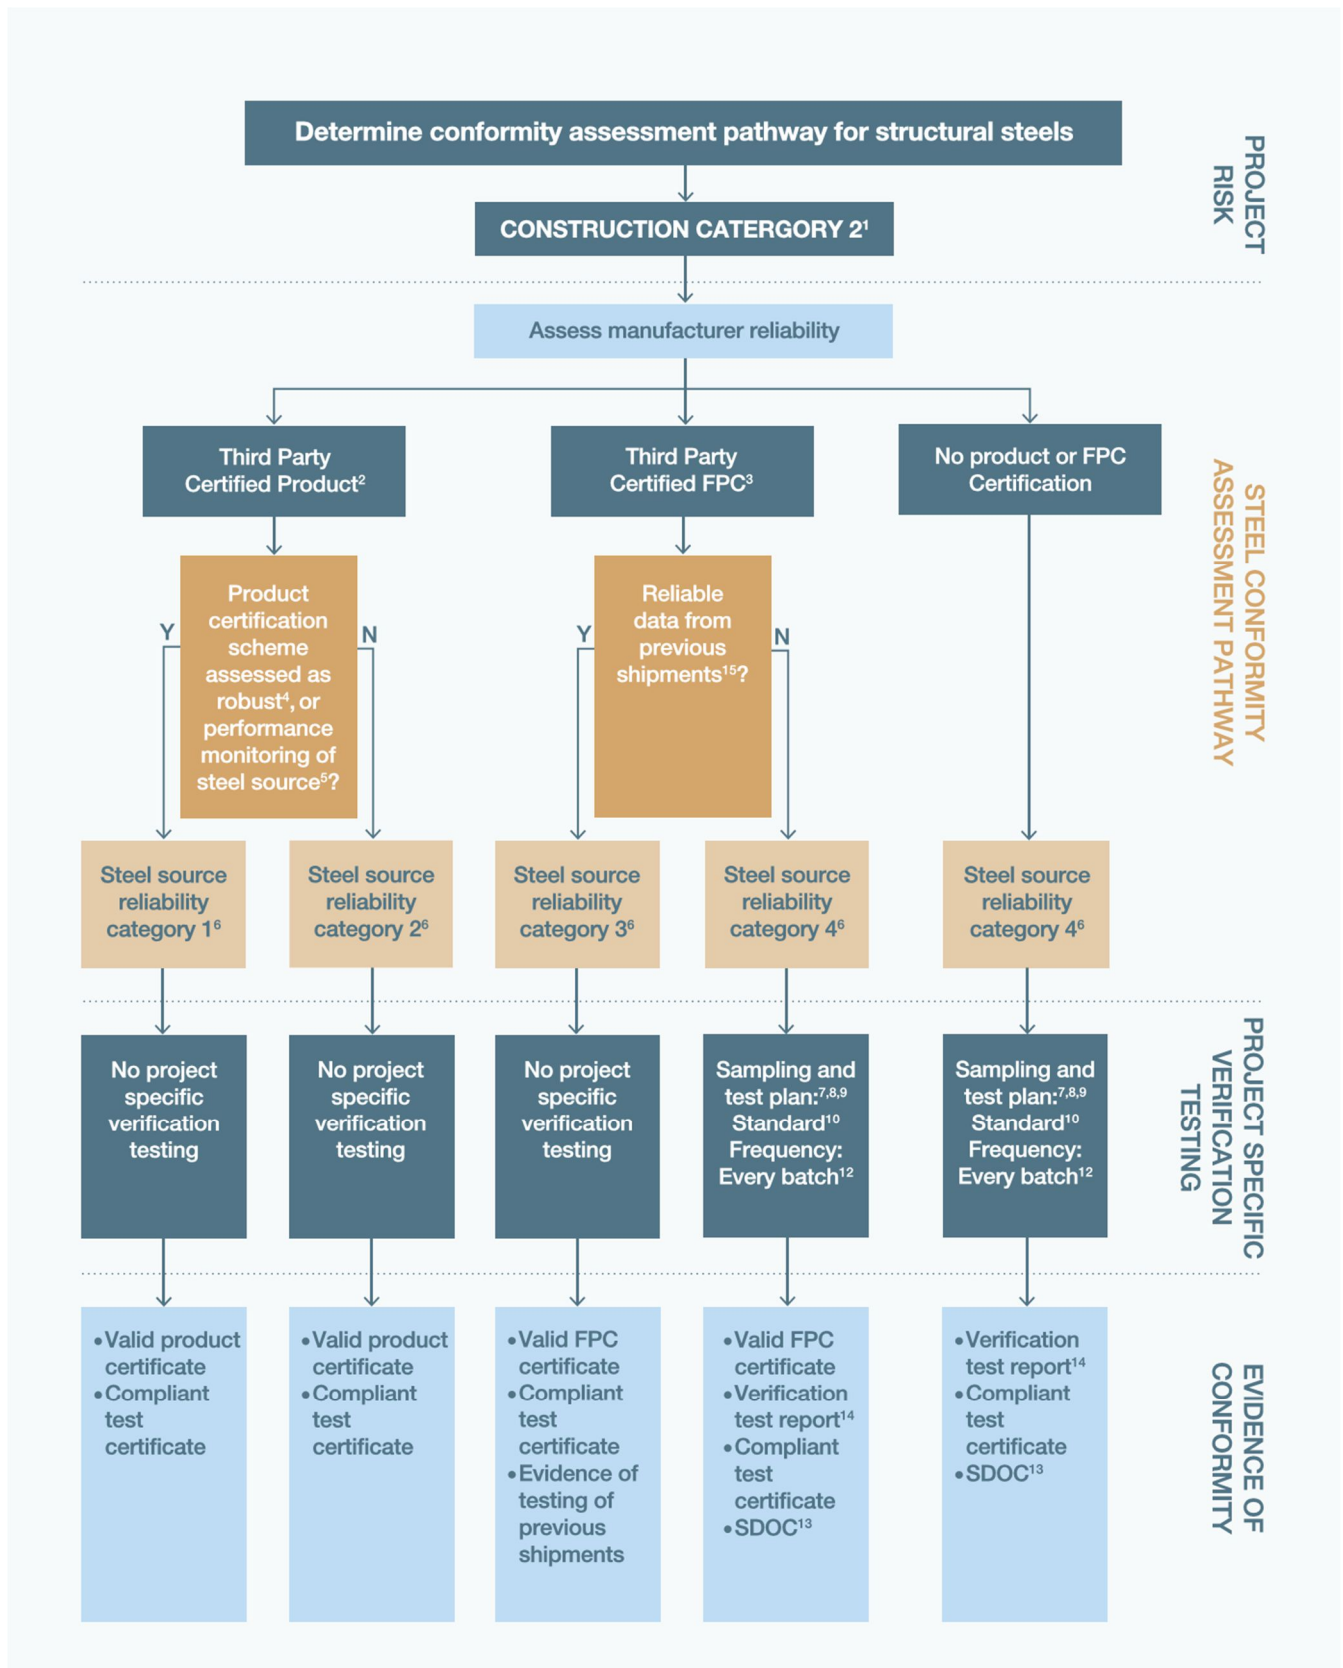 Determine conformity assessment pathway for structural steels
CONSTRUCTION CATERGORY 2¹
PROJECT
RISK
Assess manufacturer reliability
Third Party
Certified Product²
Third Party
Certified FPC³
No product or FPC
Certification
STEEL CONFORMITY
ASSESSMENT PATHWAY
Y
Product
certification
scheme
assessed as
robust⁴, or
performance
monitoring of
steel source⁵?
N
Y
Reliable
data from
previous
shipments¹⁵?
N
Steel source
reliability
category 1⁶
Steel source
reliability
category 2⁶
Steel source
reliability
category 3⁶
Steel source
reliability
category 4⁶
Steel source
reliability
category 4⁶
No project
specific
verification
testing
No project
specific
verification
testing
No project
specific
verification
testing
Sampling and
test plan:⁷,⁸,⁹
Standard¹⁰
Frequency:
Every batch¹²
Sampling and
test plan:⁷,⁸,⁹
Standard¹⁰
Frequency:
Every batch¹²
PROJECT SPECIFIC
VERIFICATION
TESTING
•Valid product
certificate
•Compliant
test
certificate
•Valid product
certificate
•Compliant
test
certificate
•Valid FPC
certificate
•Compliant
test
certificate
•Evidence of
testing of
previous
shipments
•Valid FPC
certificate
•Verification
test report¹⁴
•Compliant
test
certificate
•SDOC¹³
•Verification
test report¹⁴
•Compliant
test
certificate
•SDOC¹³
EVIDENCE OF
CONFORMITY